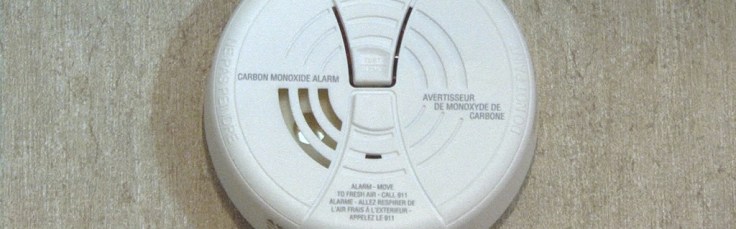 CARBON MONOXIDE ALARM
AVERTISSEUR
DE MONOXYDE DE
CARBONE
ALARM - MOVE
TO FRESH AIR - CALL 911
ALARME - ALLEZ RESPIRER DE
L'AIR FRAIS À L'EXTERIEUR -
APPELEZ LE 911